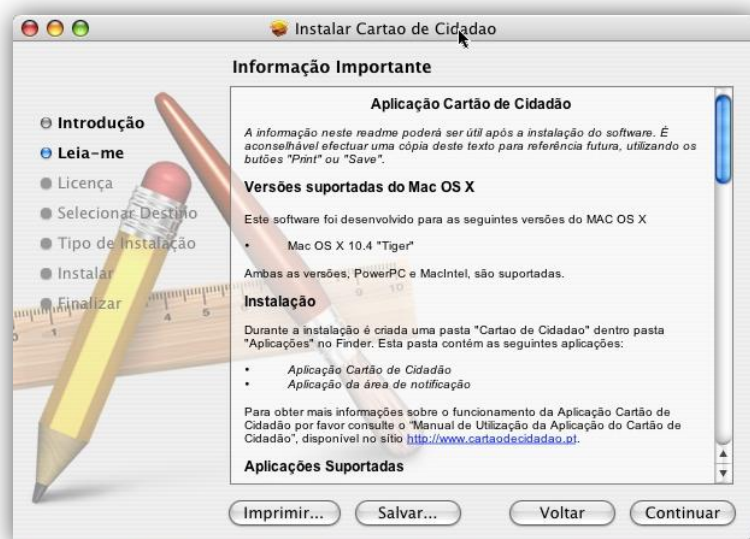 Instalar Cartao de Cidadao
Informação Importante
Introdução
Leia-me
Licença
Selecionar Destino
Tipo de Instalação
Instalar
Finalizar
Aplicação Cartão de Cidadão
A informação neste readme poderá ser útil após a instalação do software. É
aconselhável efectuar uma cópia deste texto para referência futura, utilizando os
butões "Print" ou "Save".
Versões suportadas do Mac OS X
Este software foi desenvolvido para as seguintes versões do MAC OS X
• Mac OS X 10.4 "Tiger"
Ambas as versões, PowerPC e MacIntel, são suportadas.
Instalação
Durante a instalação é criada uma pasta "Cartao de Cidadao" dentro pasta
"Aplicações" no Finder. Esta pasta contém as seguintes aplicações:
• Aplicação Cartão de Cidadão
• Aplicação da área de notificação
Para obter mais informações sobre o funcionamento da Aplicação Cartão de
Cidadão por favor consulte o "Manual de Utilização da Aplicação do Cartão de
Cidadão", disponível no sítio http://www.cartaodecidadao.pt.
Aplicações Suportadas
Imprimir... Salvar... Voltar Continuar